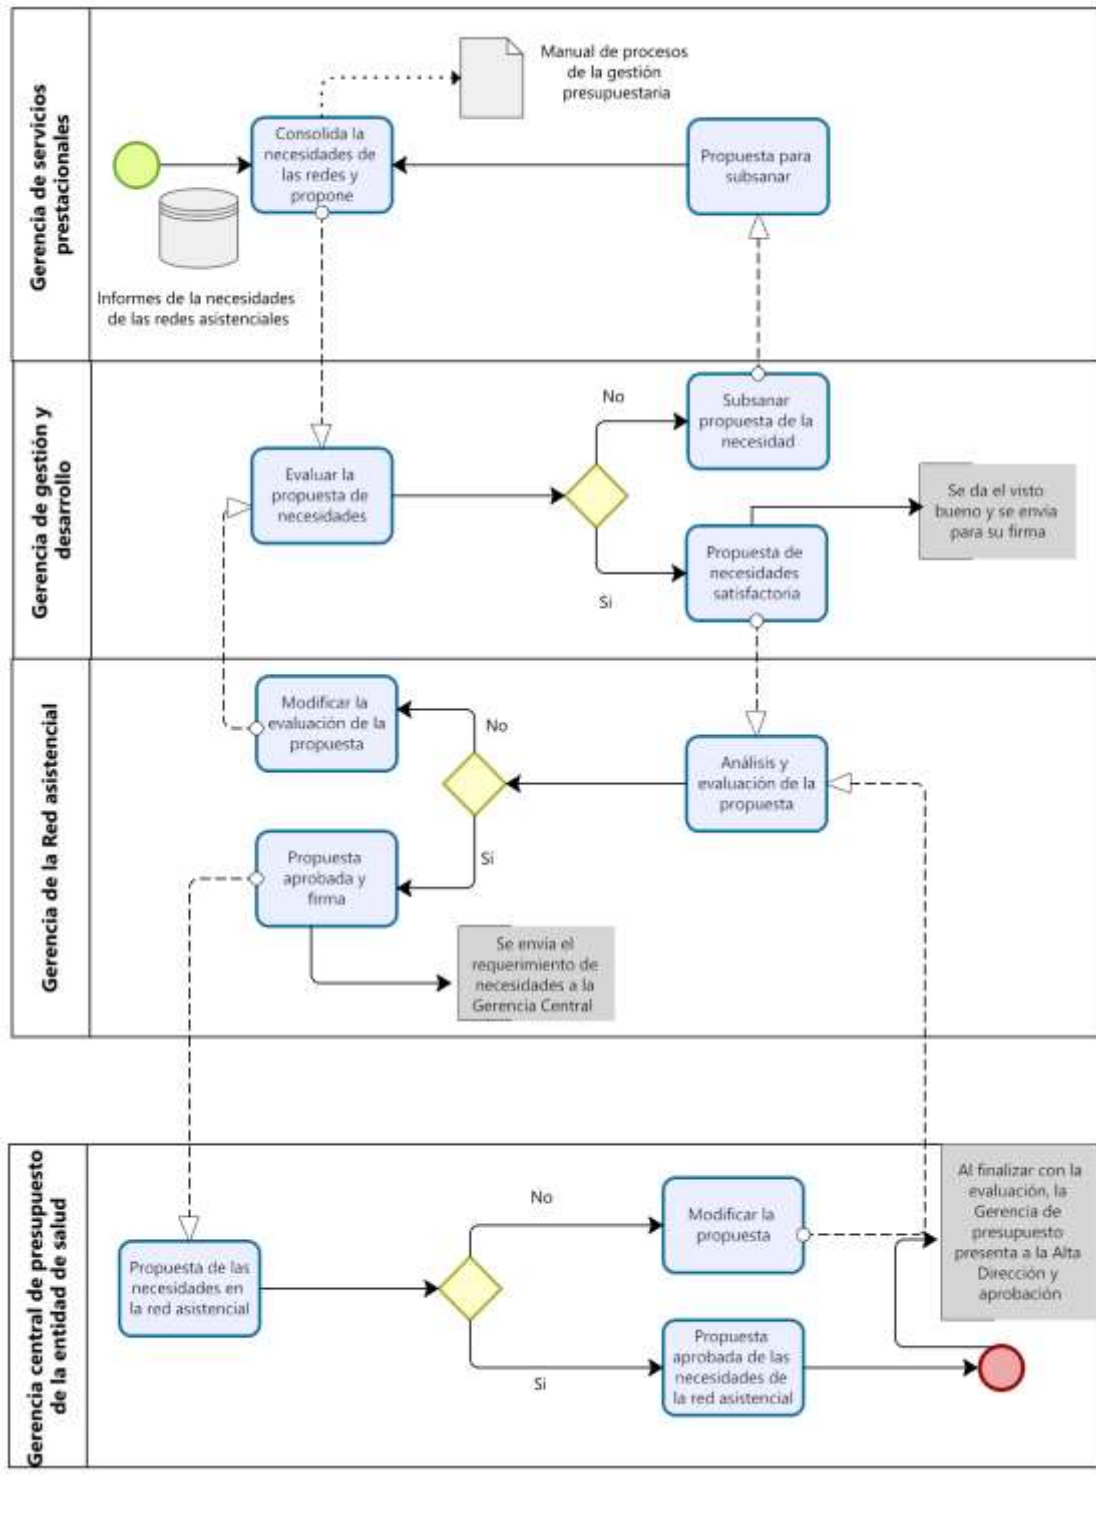 Gerencia de servicios
prestacionales
Manual de procesos
de la gestión
presupuestaria
Consolida la
necesidades de
las redes y
propone
Propuesta para
subsanar
Informes de la necesidades
de las redes asistenciales
Gerencia de gestión y
desarrollo
No
Subsanar
propuesta de la
necesidad
Evaluar la
propuesta de
necesidades
Se da el visto
bueno y se envia
para su firma
Propuesta de
necesidades
satisfactoria
Si
Gerencia de la Red asistencial
Modificar la
evaluación de la
propuesta
No
Análisis y
evaluación de la
propuesta
Propuesta
aprobada y
firma
Si
Se envia el
requerimiento de
necesidades a la
Gerencia Central
Gerencia central de presupuesto
de la entidad de salud
Al finalizar con la
evaluación, la
Gerencia de
presupuesto
presenta a la Alta
Dirección y
aprobación
No
Modificar la
propuesta
Propuesta de las
necesidades en
la red asistencial
Propuesta
aprobada de las
necesidades de
la red asistencial
Si